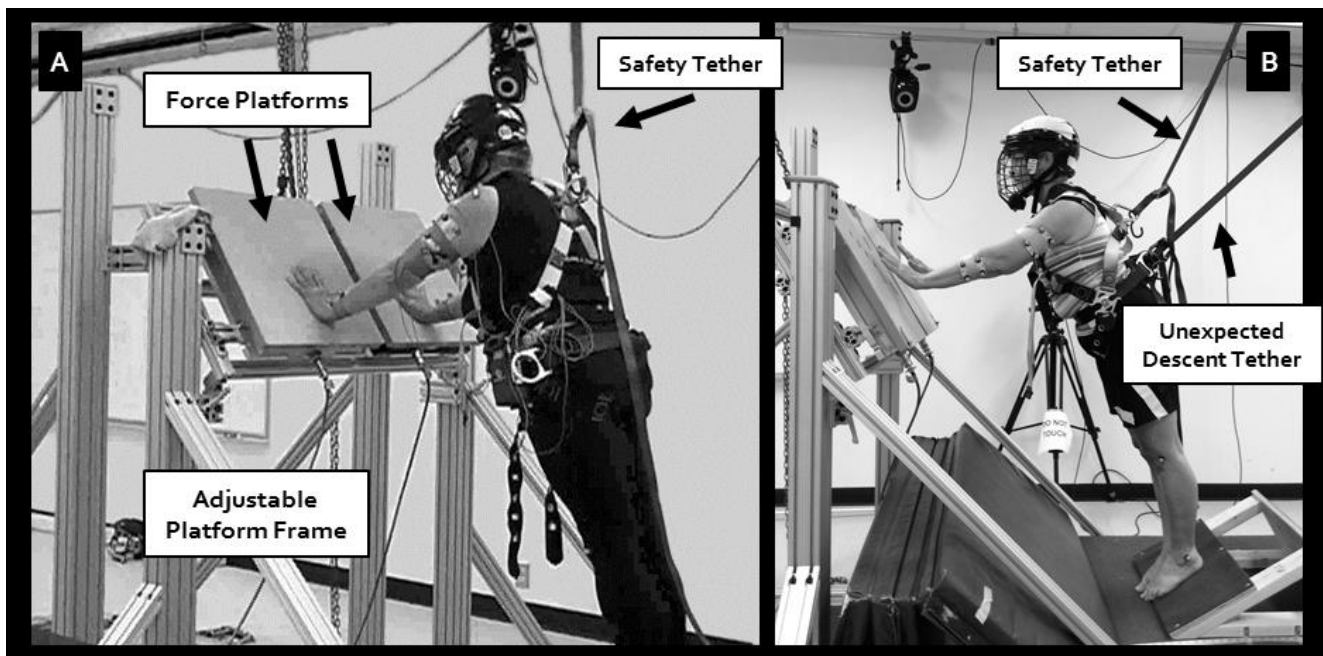 A
Force Platforms
Safety Tether
Adjustable
Platform Frame
Safety Tether
B
Unexpected
Descent Tether
DO NOT
TOUCH